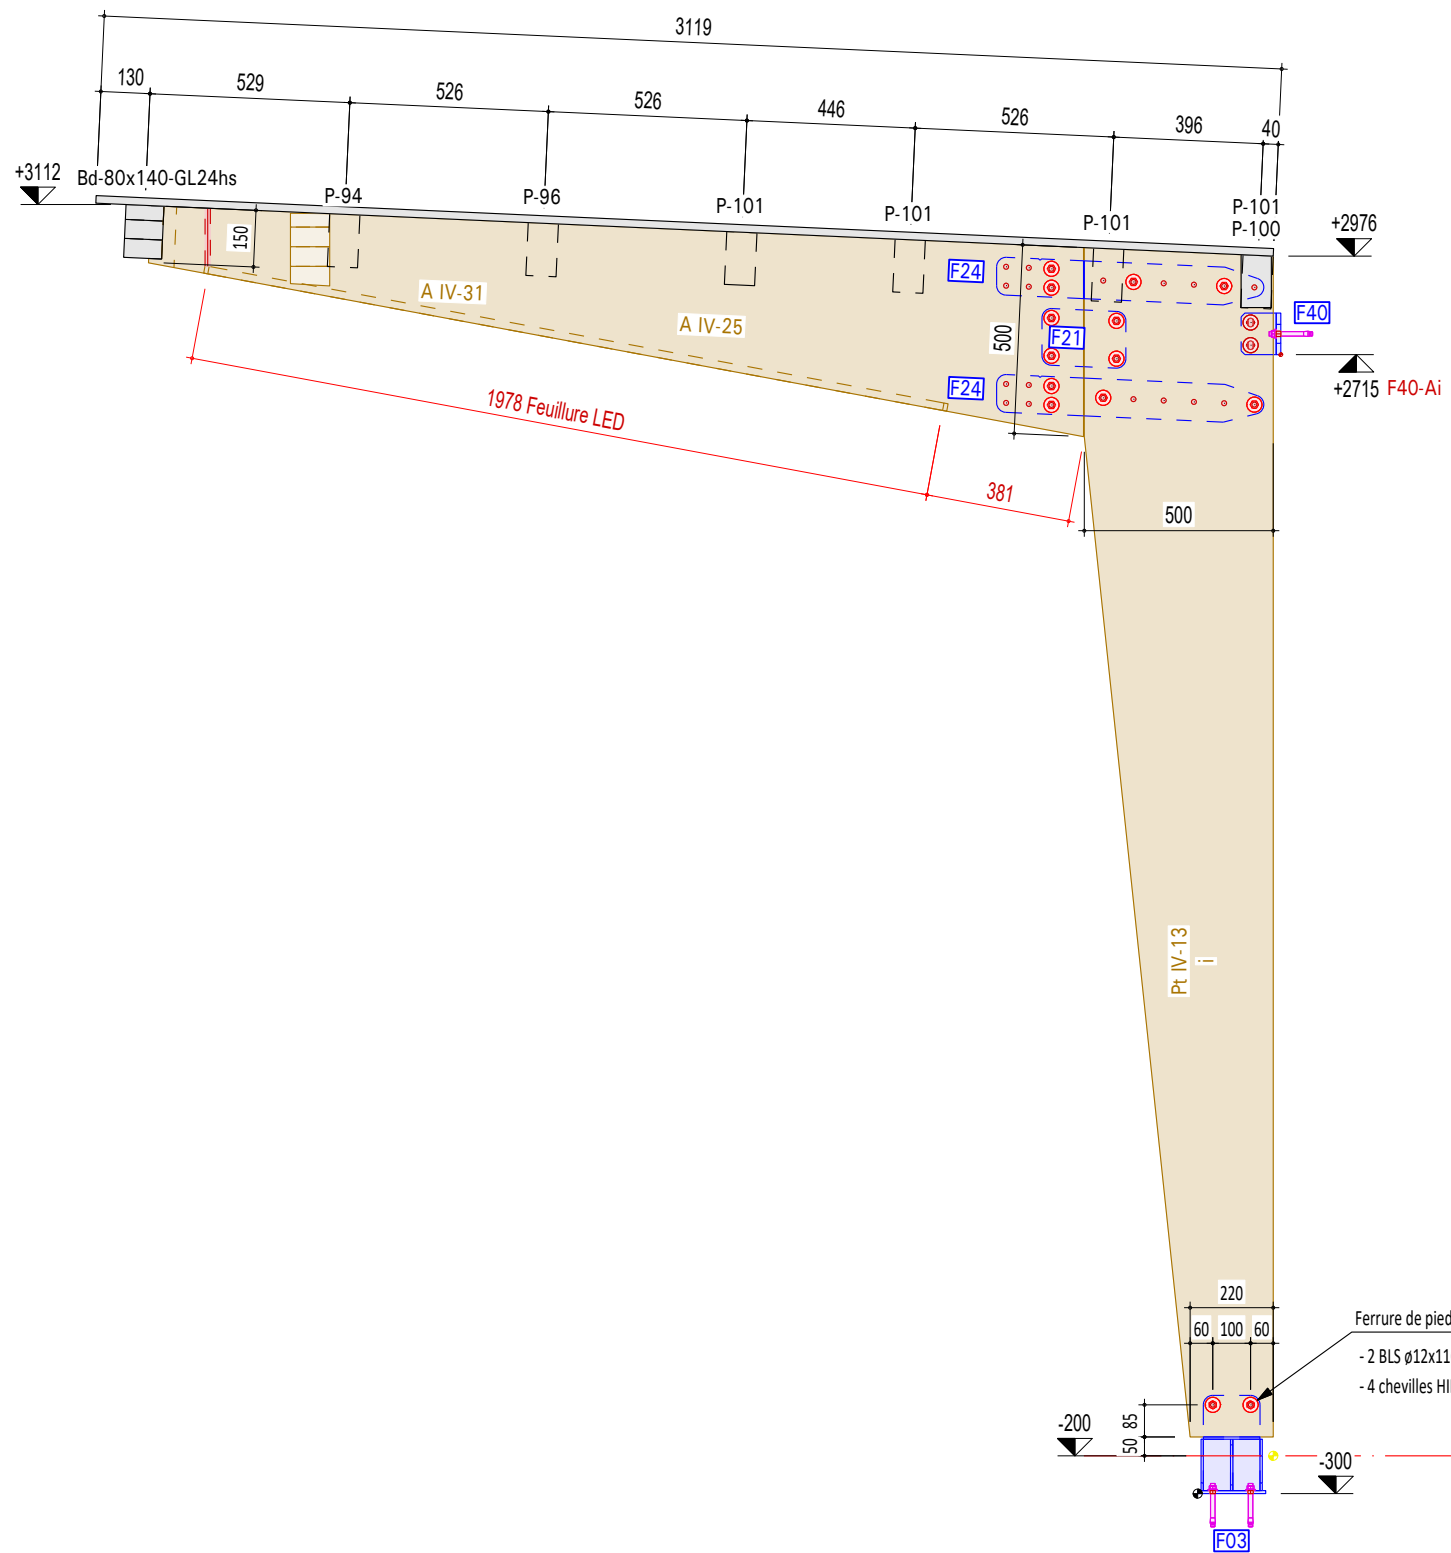 3119
130
529
526
526
446
526
396
40
+3112
Bd-80x140-GL24hs
P-94
P-96
P-101
P-101
P-101
P-101
P-100
+2976
150
A IV-31
A IV-25
500
F24
F21
F24
F40
+2715 F40-Ai
1978 Feuillure LED
381
500
Pt IV-13
i
220
60
100
60
Ferrure de pied
- 2 BLS ø12x11
- 4 chevilles
85
50
-200
-300
F03